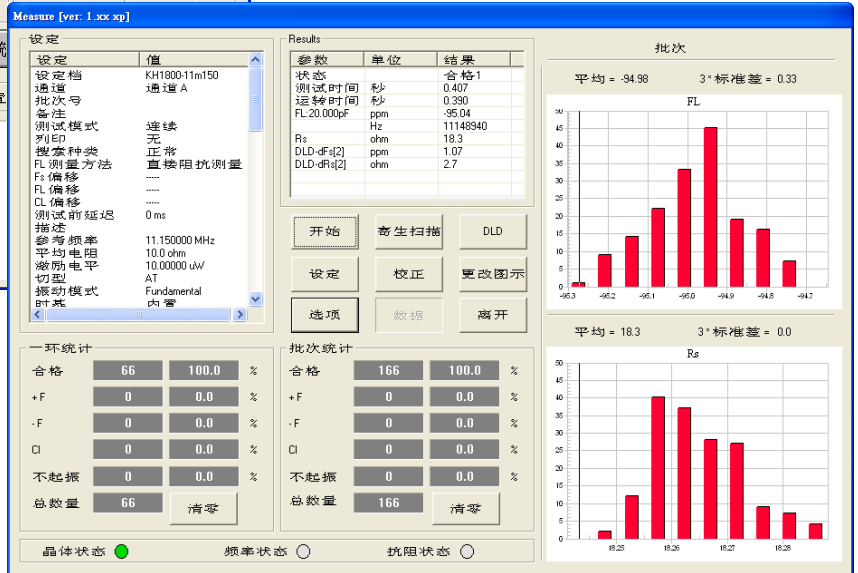 Measure [ver: 1.xx xp]
设定
设定 值
设定档 KH1800-11m150
通道 通道 A
批次号
备注
测试模式 连续
列印 无
搜索种类 正常
FL 测量方法 直接阻抗测量
Fs 偏移 -----
FL 偏移 -----
CL 偏移 -----
测试前延迟 0 ms
描述
参考频率 11.150000 MHz
平均电阻 10.0 ohm
激励电平 10.00000 uW
切型 AT
振动模式 Fundamental
时基 内置
Results
参数 单位 结果
状态 合格1
测试时间 秒 0.407
运转时间 秒 0.390
FL:20.000pF ppm -95.04
Hz 11148940
Rs ohm 18.3
DLD-dFs[2] ppm 1.07
DLD-dRs[2] ohm 2.7
开始 寄生扫描 DLD
设定 校正 更改图示
选项 数据 离开
一环统计
合格 66 100.0 %
+F 0 0.0 %
-F 0 0.0 %
CI 0 0.0 %
不起振 0 0.0 %
总数量 66 清零
批次统计
合格 166 100.0 %
+F 0 0.0 %
-F 0 0.0 %
CI 0 0.0 %
不起振 0 0.0 %
总数量 166 清零
晶体状态 频率状态 抗阻状态
批次
平均 = -94.98 3*标准差 = 0.33
FL
50
45
40
35
30
25
20
15
10
5
0
-95.3 -95.2 -95.1 -95.0 -94.9 -94.8 -94.7
平均 = 18.3 3*标准差 = 0.0
Rs
50
45
40
35
30
25
20
15
10
5
0
18.25 18.26 18.27 18.28